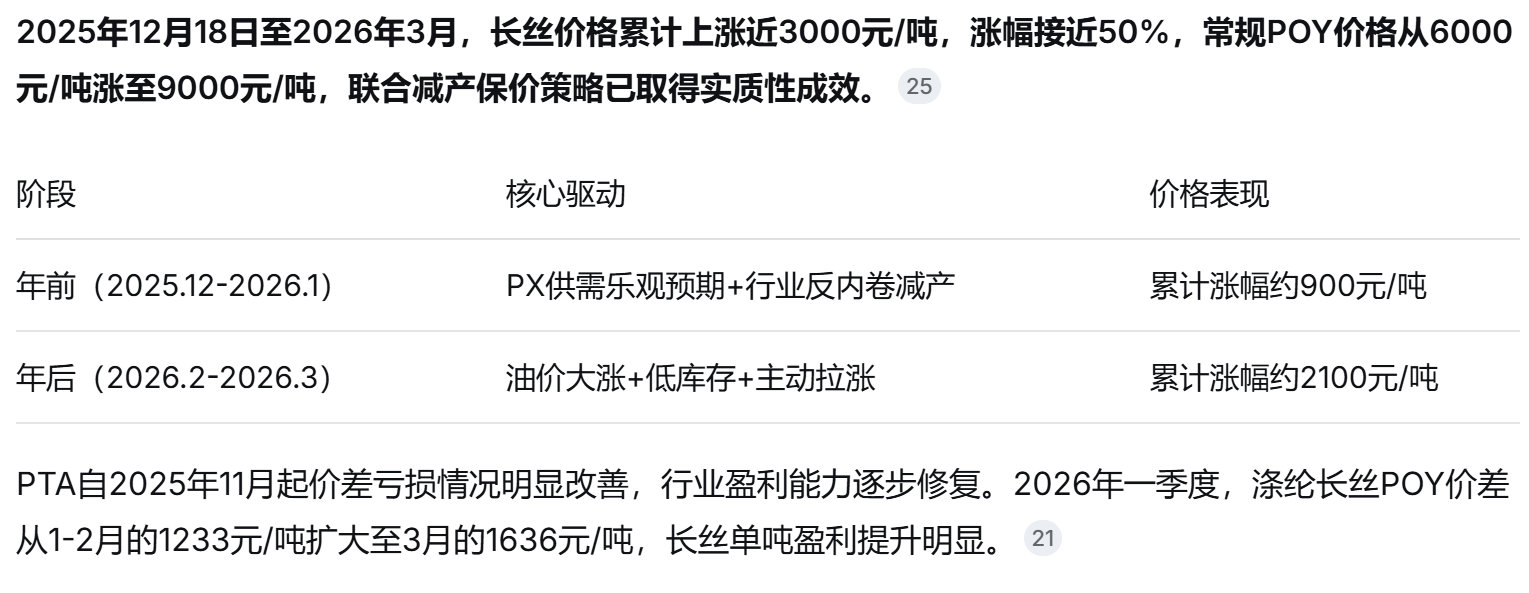 2025年12月18日至2026年3月，长丝价格累计上涨近3000元/吨，涨幅接近50%，常规POY价格从6000
元/吨涨至9000元/吨，联合减产保价策略已取得实质性成效。 25
阶段 核心驱动 价格表现
年前（2025.12-2026.1） PX供需乐观预期+行业反内卷减产 累计涨幅约900元/吨
年后（2026.2-2026.3） 油价大涨+低库存+主动拉涨 累计涨幅约2100元/吨
PTA自2025年11月起价差亏损情况明显改善，行业盈利能力逐步修复。2026年一季度，涤纶长丝POY价差
从1-2月的1233元/吨扩大至3月的1636元/吨，长丝单吨盈利提升明显。 21